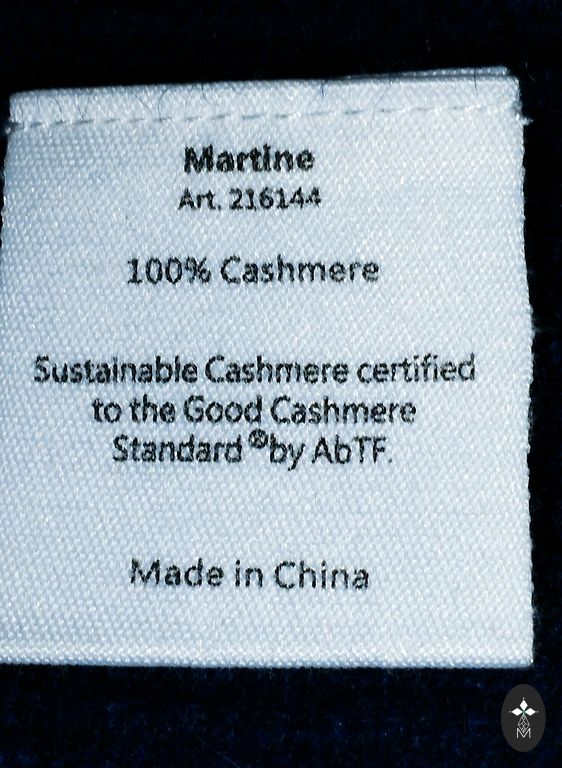 Martine
Art. 216144
100% Cashmere
Sustainable Cashmere certified
to the Good Cashmere
Standard ®by AbTF.
Made in China
M